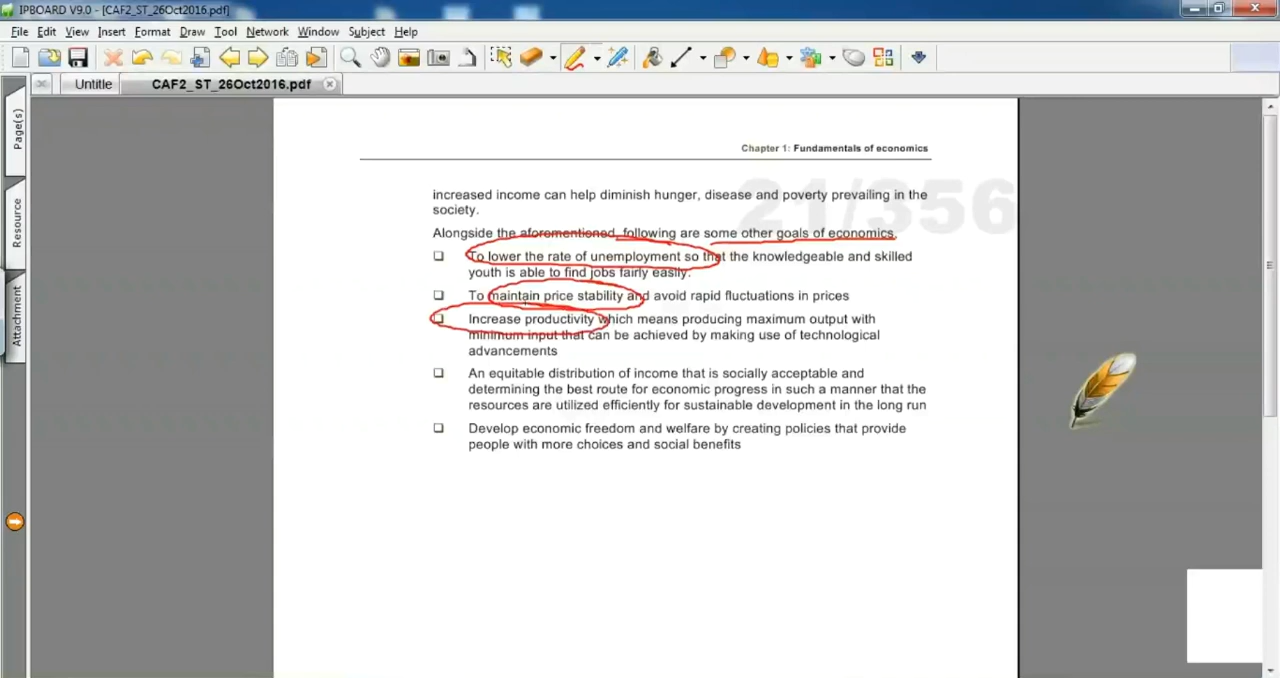 IPBOARD V9.0 - [CAF2_ST_26Oct2016.pdf]
File Edit View Insert Format Draw Tool Network Window Subject Help
Untitle CAF2_ST_26Oct2016.pdf
Page(s)
Resource
Attachment
Chapter 1: Fundamentals of economics
21/356
increased income can help diminish hunger, disease and poverty prevailing in the
society.
Alongside the aforementioned, following are some other goals of economics.
To lower the rate of unemployment so that the knowledgeable and skilled
youth is able to find jobs fairly easily.
To maintain price stability and avoid rapid fluctuations in prices
Increase productivity which means producing maximum output with
minimum input that can be achieved by making use of technological
advancements
An equitable distribution of income that is socially acceptable and
determining the best route for economic progress in such a manner that the
resources are utilized efficiently for sustainable development in the long run
Develop economic freedom and welfare by creating policies that provide
people with more choices and social benefits